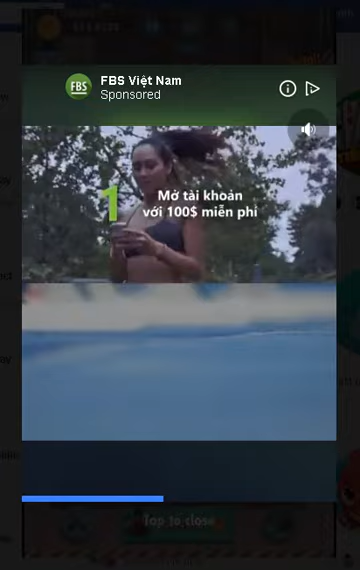 FBS
FBS Việt Nam
Sponsored
1
Mở tài khoản
với 100$ miễn phí
Tap to close